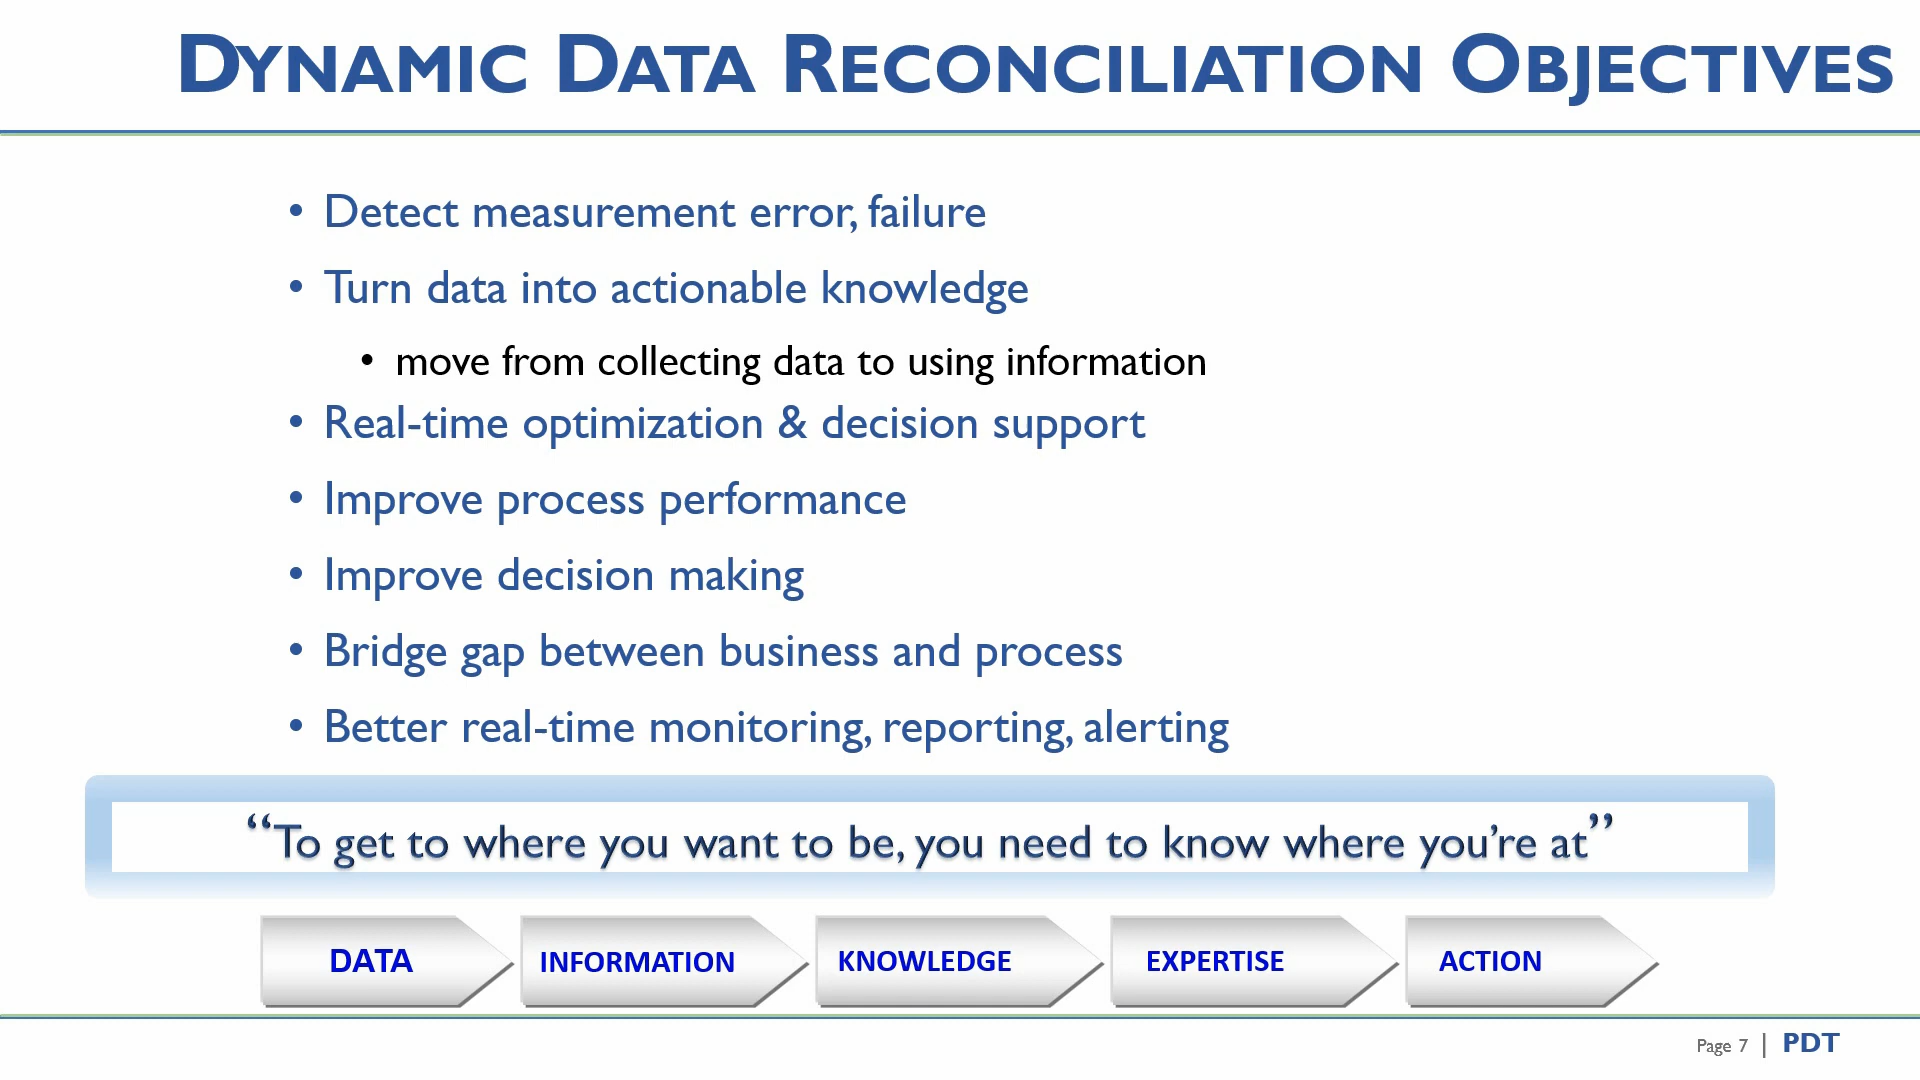 DYNAMIC DATA RECONCILIATION OBJECTIVES
• Detect measurement error, failure
• Turn data into actionable knowledge
• move from collecting data to using information
• Real-time optimization & decision support
• Improve process performance
• Improve decision making
• Bridge gap between business and process
• Better real-time monitoring, reporting, alerting
“To get to where you want to be, you need to know where you’re at”
DATA INFORMATION KNOWLEDGE EXPERTISE ACTION
Page 7 | PDT